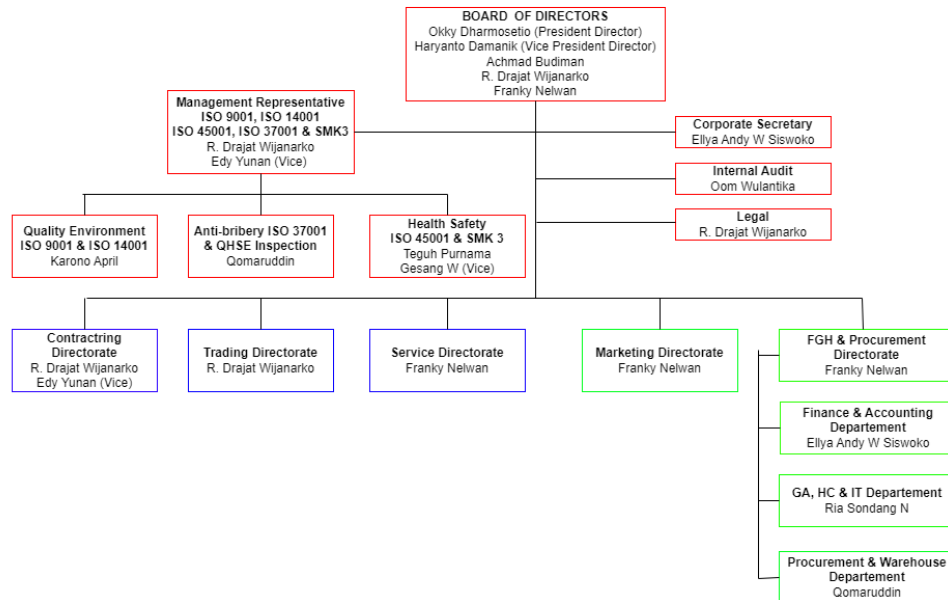 BOARD OF DIRECTORS
Okky Dharmosetio (President Director)
Haryanto Damanik (Vice President Director)
Achmad Budiman
R. Drajat Wijanarko
Franky Nelwan
Management Representative
ISO 9001, ISO 14001
ISO 45001, ISO 37001 & SMK3
R. Drajat Wijanarko
Edy Yunan (Vice)
Corporate Secretary
Ellya Andy W Siswoko
Internal Audit
Oom Wulantika
Legal
R. Drajat Wijanarko
Quality Environment
ISO 9001 & ISO 14001
Karono April
Anti-bribery ISO 37001
& QHSE Inspection
Qomaruddin
Health Safety
ISO 45001 & SMK 3
Teguh Purnama
Gesang W (Vice)
Contractring
Directorate
R. Drajat Wijanarko
Edy Yunan (Vice)
Trading Directorate
R. Drajat Wijanarko
Service Directorate
Franky Nelwan
Marketing Directorate
Franky Nelwan
FGH & Procurement
Directorate
Franky Nelwan
Finance & Accounting
Departement
Ellya Andy W Siswoko
GA, HC & IT Departement
Ria Sondang N
Procurement & Warehouse
Departement
Qomaruddin